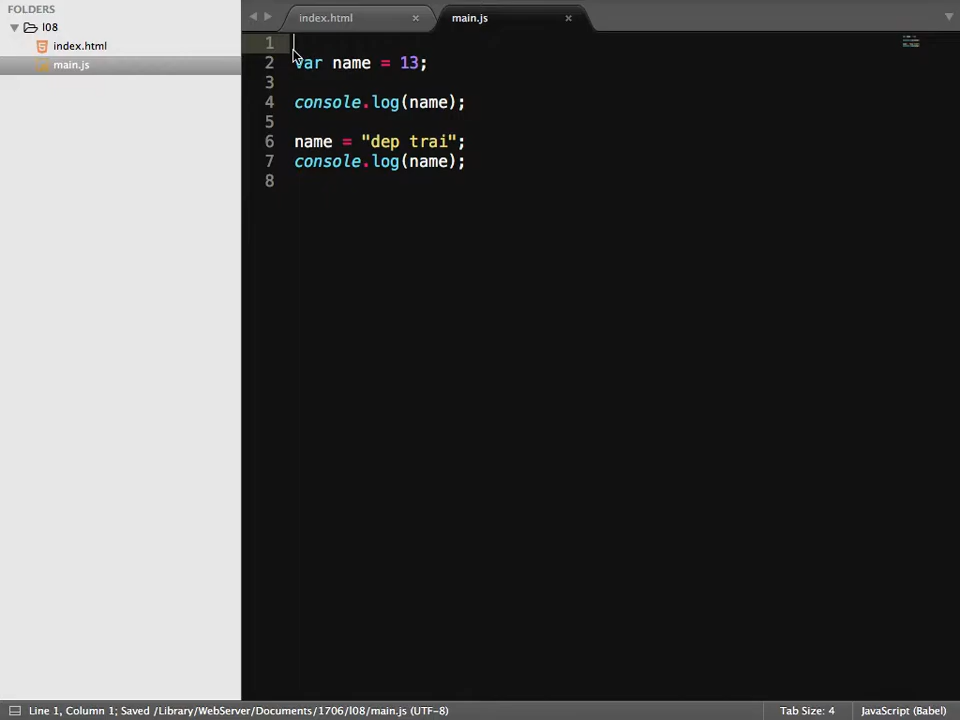 FOLDERS
l08
index.html
main.js
index.html ×
main.js ×
1
2 var name = 13;
3
4 console.log(name);
5
6 name = "dep trai";
7 console.log(name);
8
Line 1, Column 1; Saved /Library/WebServer/Documents/1706/l08/main.js (UTF-8)
Tab Size: 4
JavaScript (Babel)